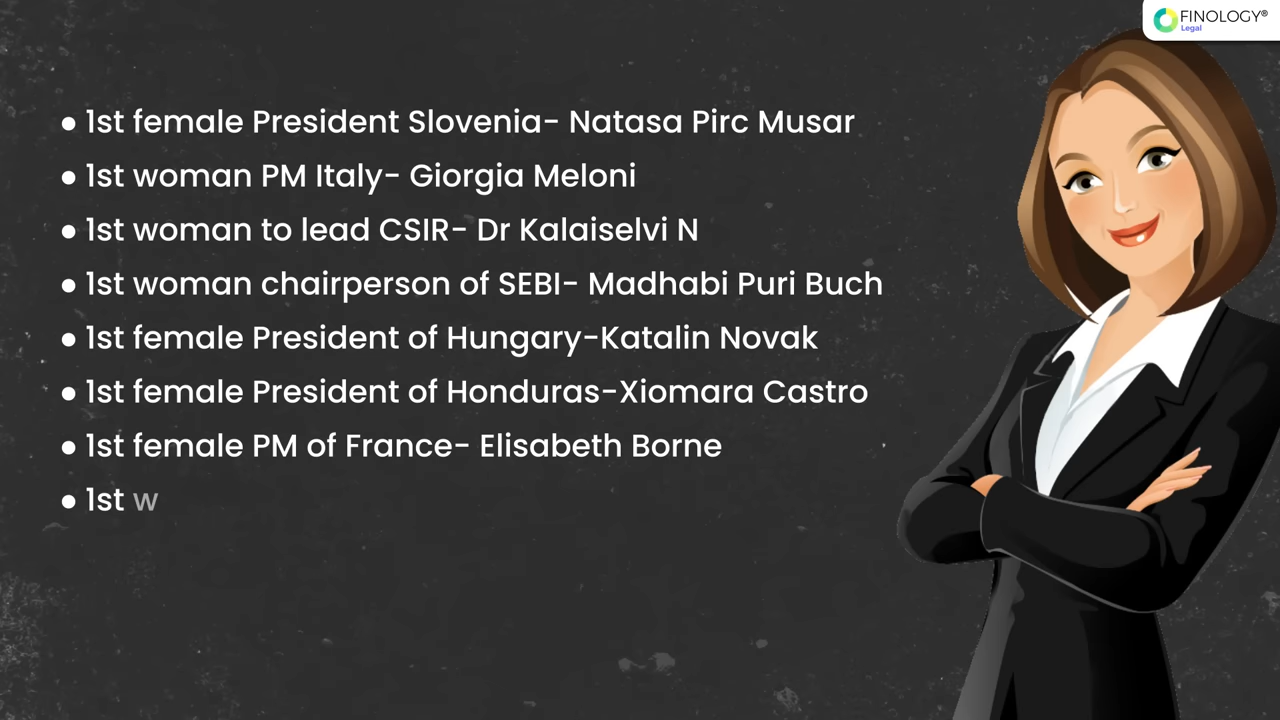 FINOLOGY®
Legal
● 1st female President Slovenia- Natasa Pirc Musar
● 1st woman PM Italy- Giorgia Meloni
● 1st woman to lead CSIR- Dr Kalaiselvi N
● 1st woman chairperson of SEBI- Madhabi Puri Buch
● 1st female President of Hungary-Katalin Novak
● 1st female President of Honduras-Xiomara Castro
● 1st female PM of France- Elisabeth Borne
● 1st w